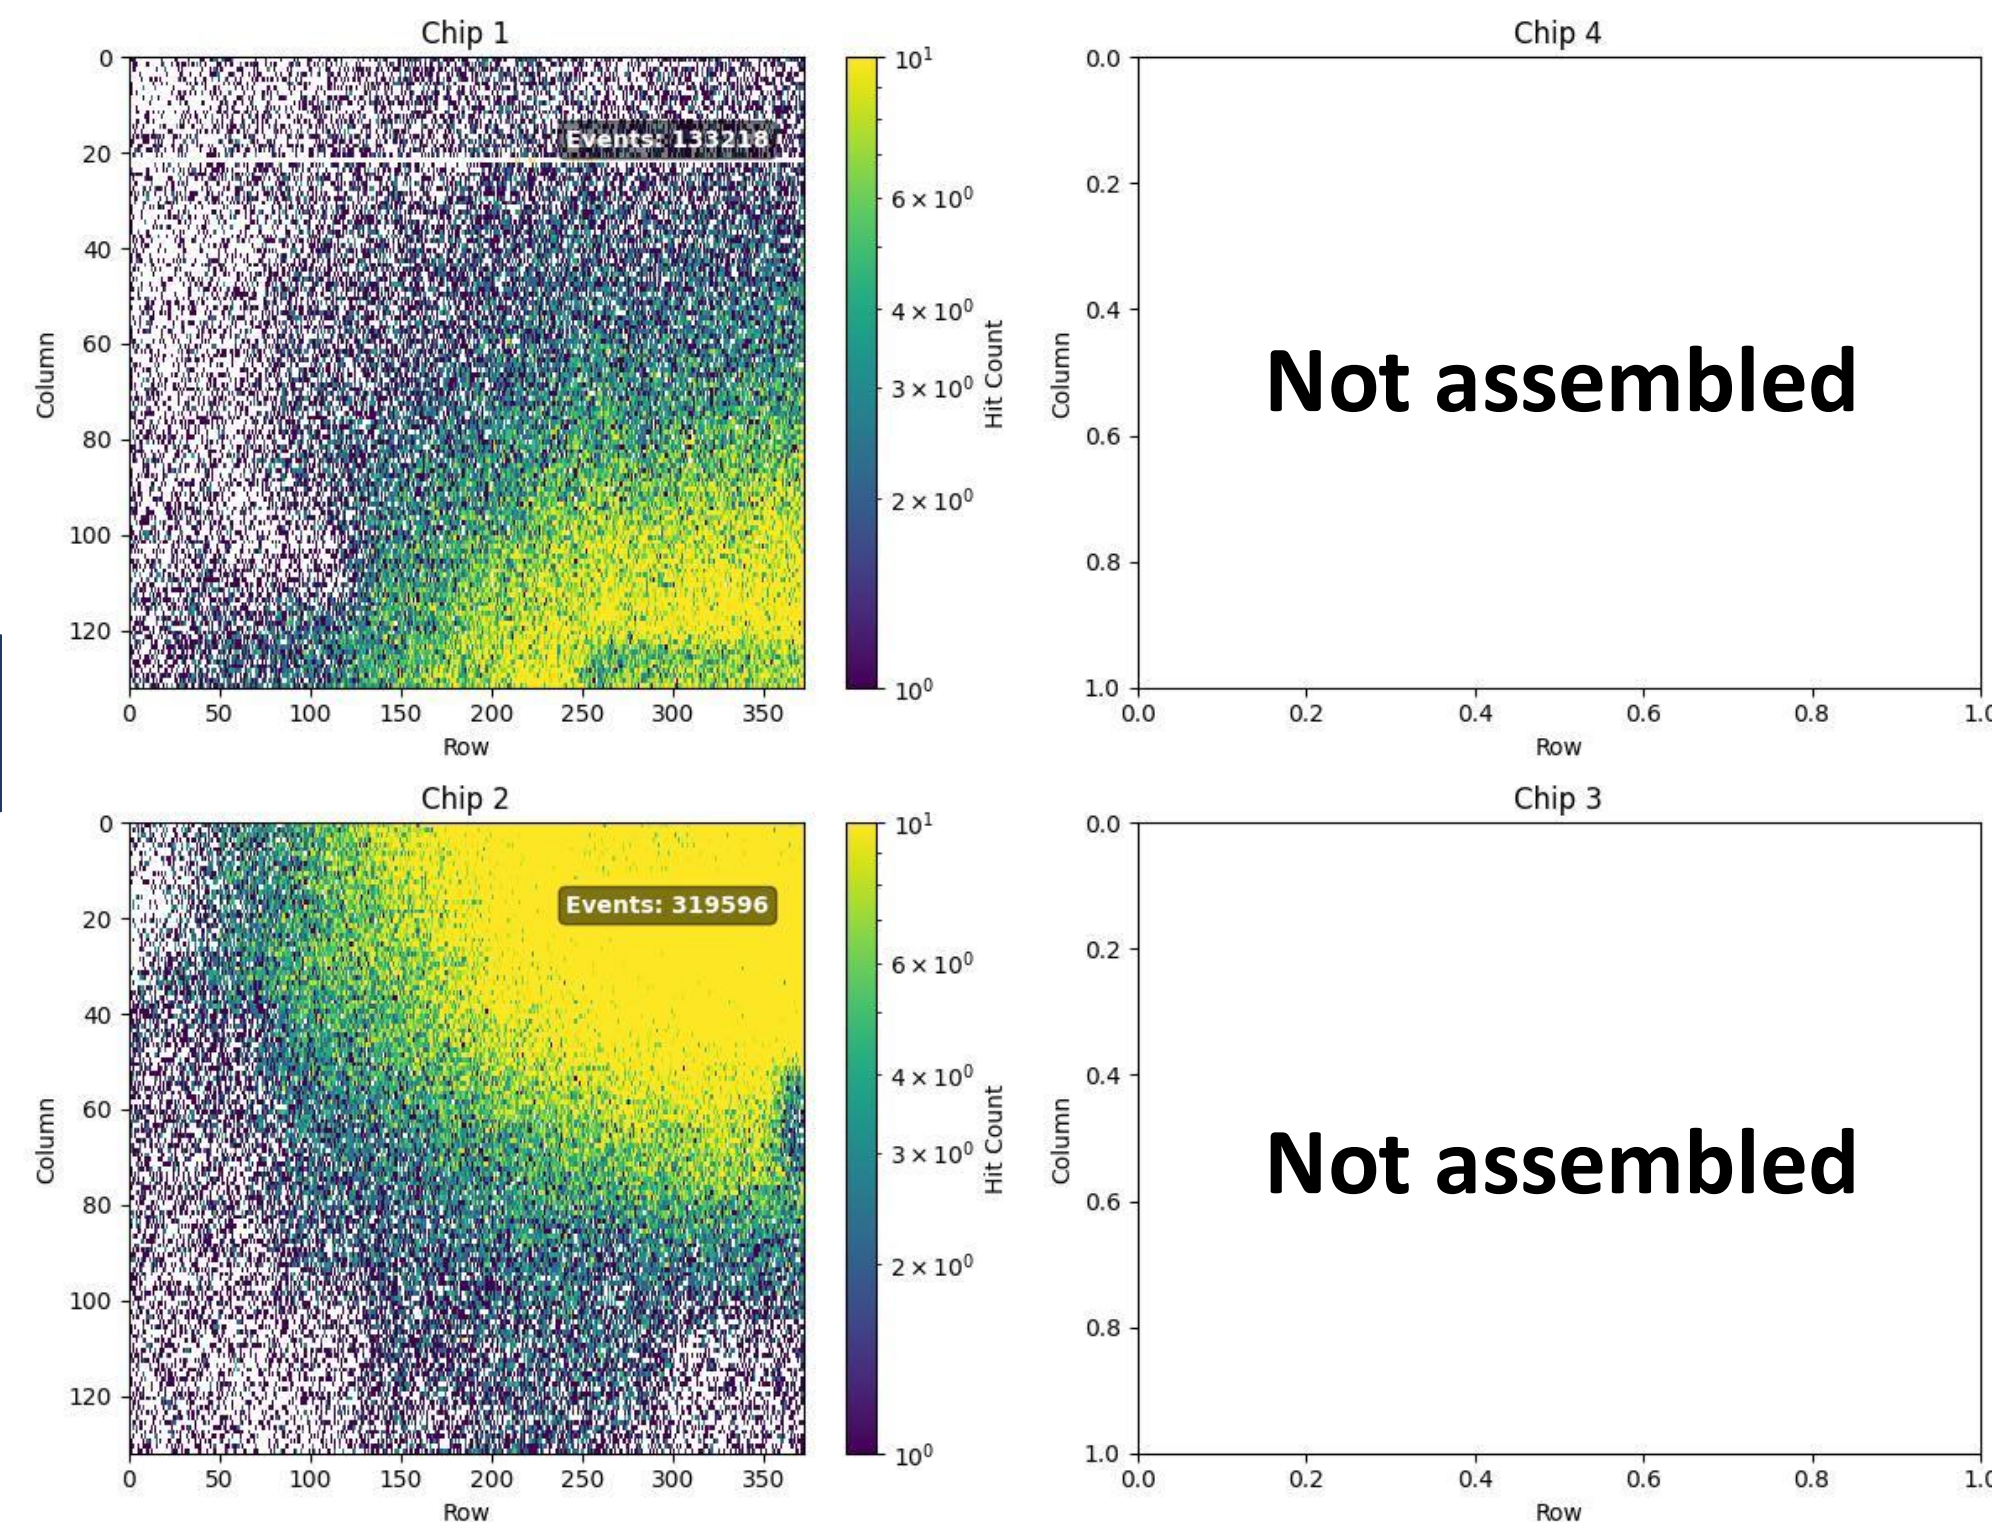 Chip 1
0
20
40
60
80
100
120
Column
Events: 133218
0 50 100 150 200 250 300 350
Row
10¹
6 × 10⁰
4 × 10⁰
3 × 10⁰
2 × 10⁰
10⁰
Hit Count
Chip 4
0.0
0.2
0.4
0.6
0.8
1.0
Column
Not assembled
0.0 0.2 0.4 0.6 0.8
Row
Chip 2
0
20
40
60
80
100
120
Column
Events: 319596
0 50 100 150 200 250 300 350
Row
10¹
6 × 10⁰
4 × 10⁰
3 × 10⁰
2 × 10⁰
10⁰
Hit Count
Chip 3
0.0
0.2
0.4
0.6
0.8
1.0
Column
Not assembled
0.0 0.2 0.4 0.6 0.8
Row